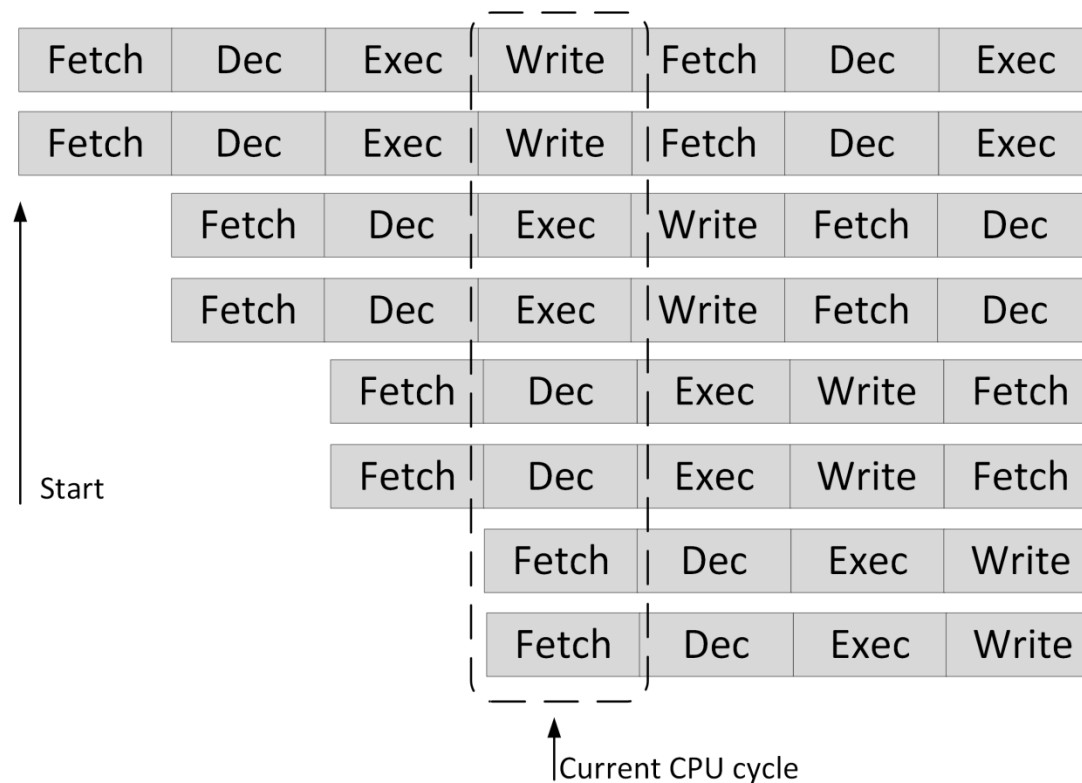 Fetch Dec Exec Write Fetch Dec Exec
Fetch Dec Exec Write Fetch Dec Exec
Fetch Dec Exec Write Fetch Dec
Fetch Dec Exec Write Fetch Dec
Fetch Dec Exec Write Fetch
Fetch Dec Exec Write Fetch
Start
Fetch Dec Exec Write
Fetch Dec Exec Write
Current CPU cycle